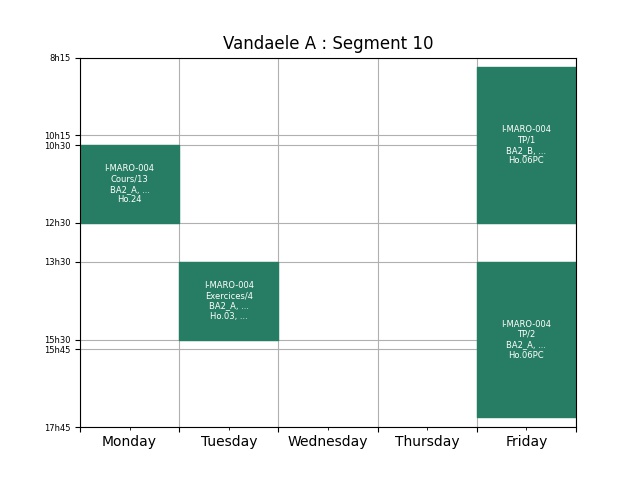 Vandaele A : Segment 10
8h15
10h15
10h30
12h30
13h30
15h30
15h45
17h45
I-MARO-004
Cours/13
BA2_A, ...
Ho.24
I-MARO-004
Exercices/4
BA2_A, ...
Ho.03, ...
I-MARO-004
TP/1
BA2_B, ...
Ho.06PC
I-MARO-004
TP/2
BA2_A, ...
Ho.06PC
Monday
Tuesday
Wednesday
Thursday
Friday